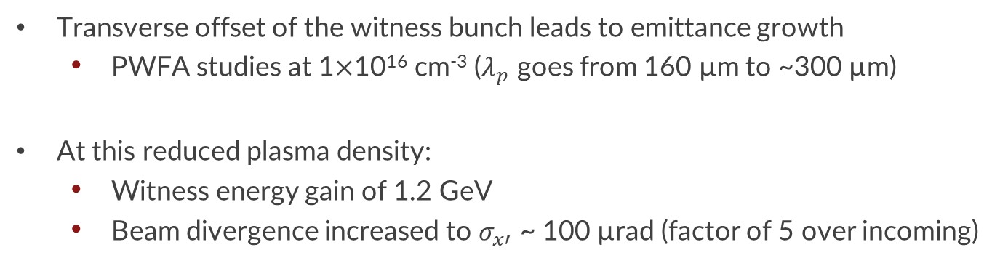 • Transverse offset of the witness bunch leads to emittance growth
• PWFA studies at 1×10¹⁶ cm⁻³ (λₚ goes from 160 μm to ~300 μm)
• At this reduced plasma density:
• Witness energy gain of 1.2 GeV
• Beam divergence increased to σₓ′ ~ 100 μrad (factor of 5 over incoming)